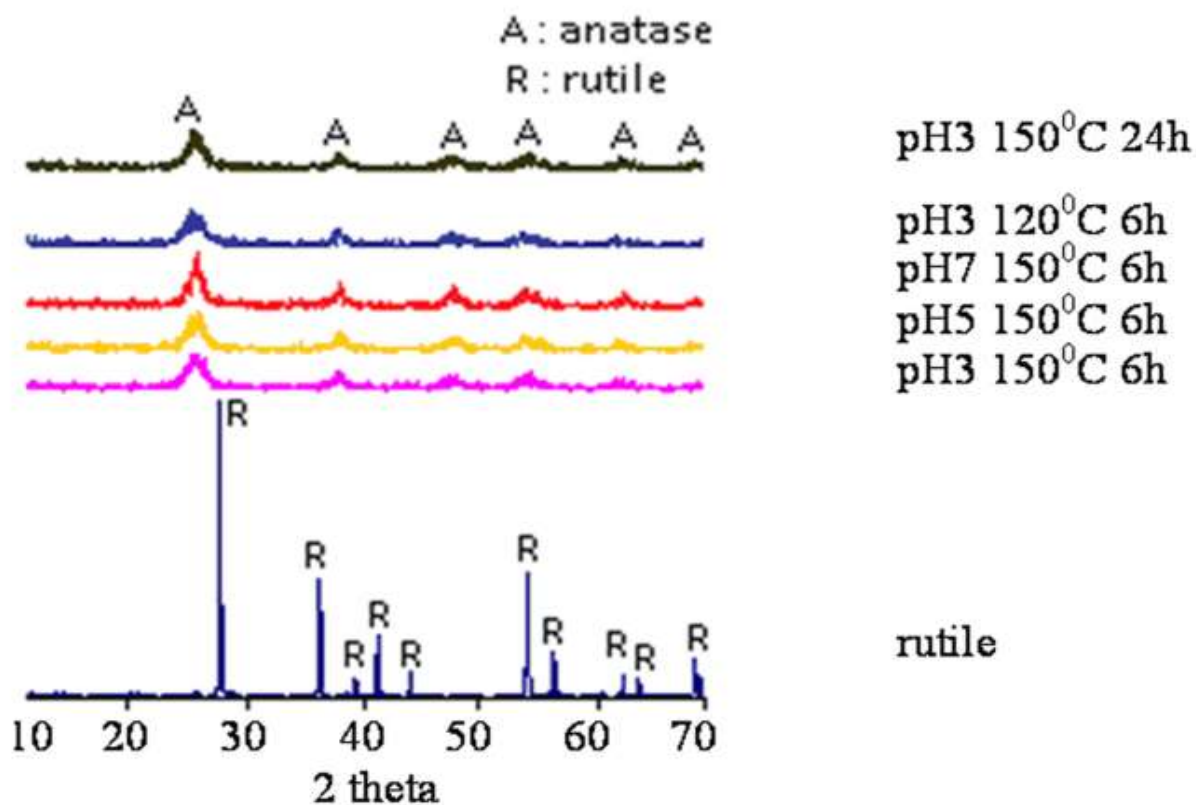 A : anatase
R : rutile
A
A
A
A
A
A
pH3 150⁰C 24h
pH3 120⁰C 6h
pH7 150⁰C 6h
pH5 150⁰C 6h
pH3 150⁰C 6h
R
R
R
R
R
R
R
R
R
R
rutile
10 20 30 40 50 60 70
2 theta